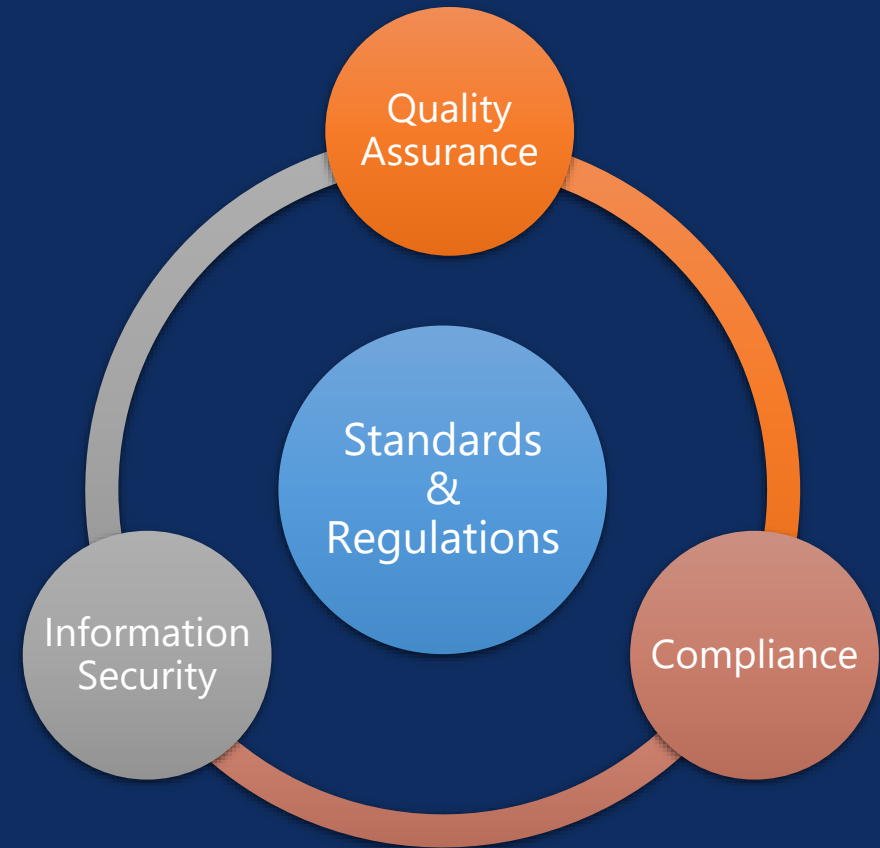 Quality
Assurance
Standards
&
Regulations
Information
Security
Compliance